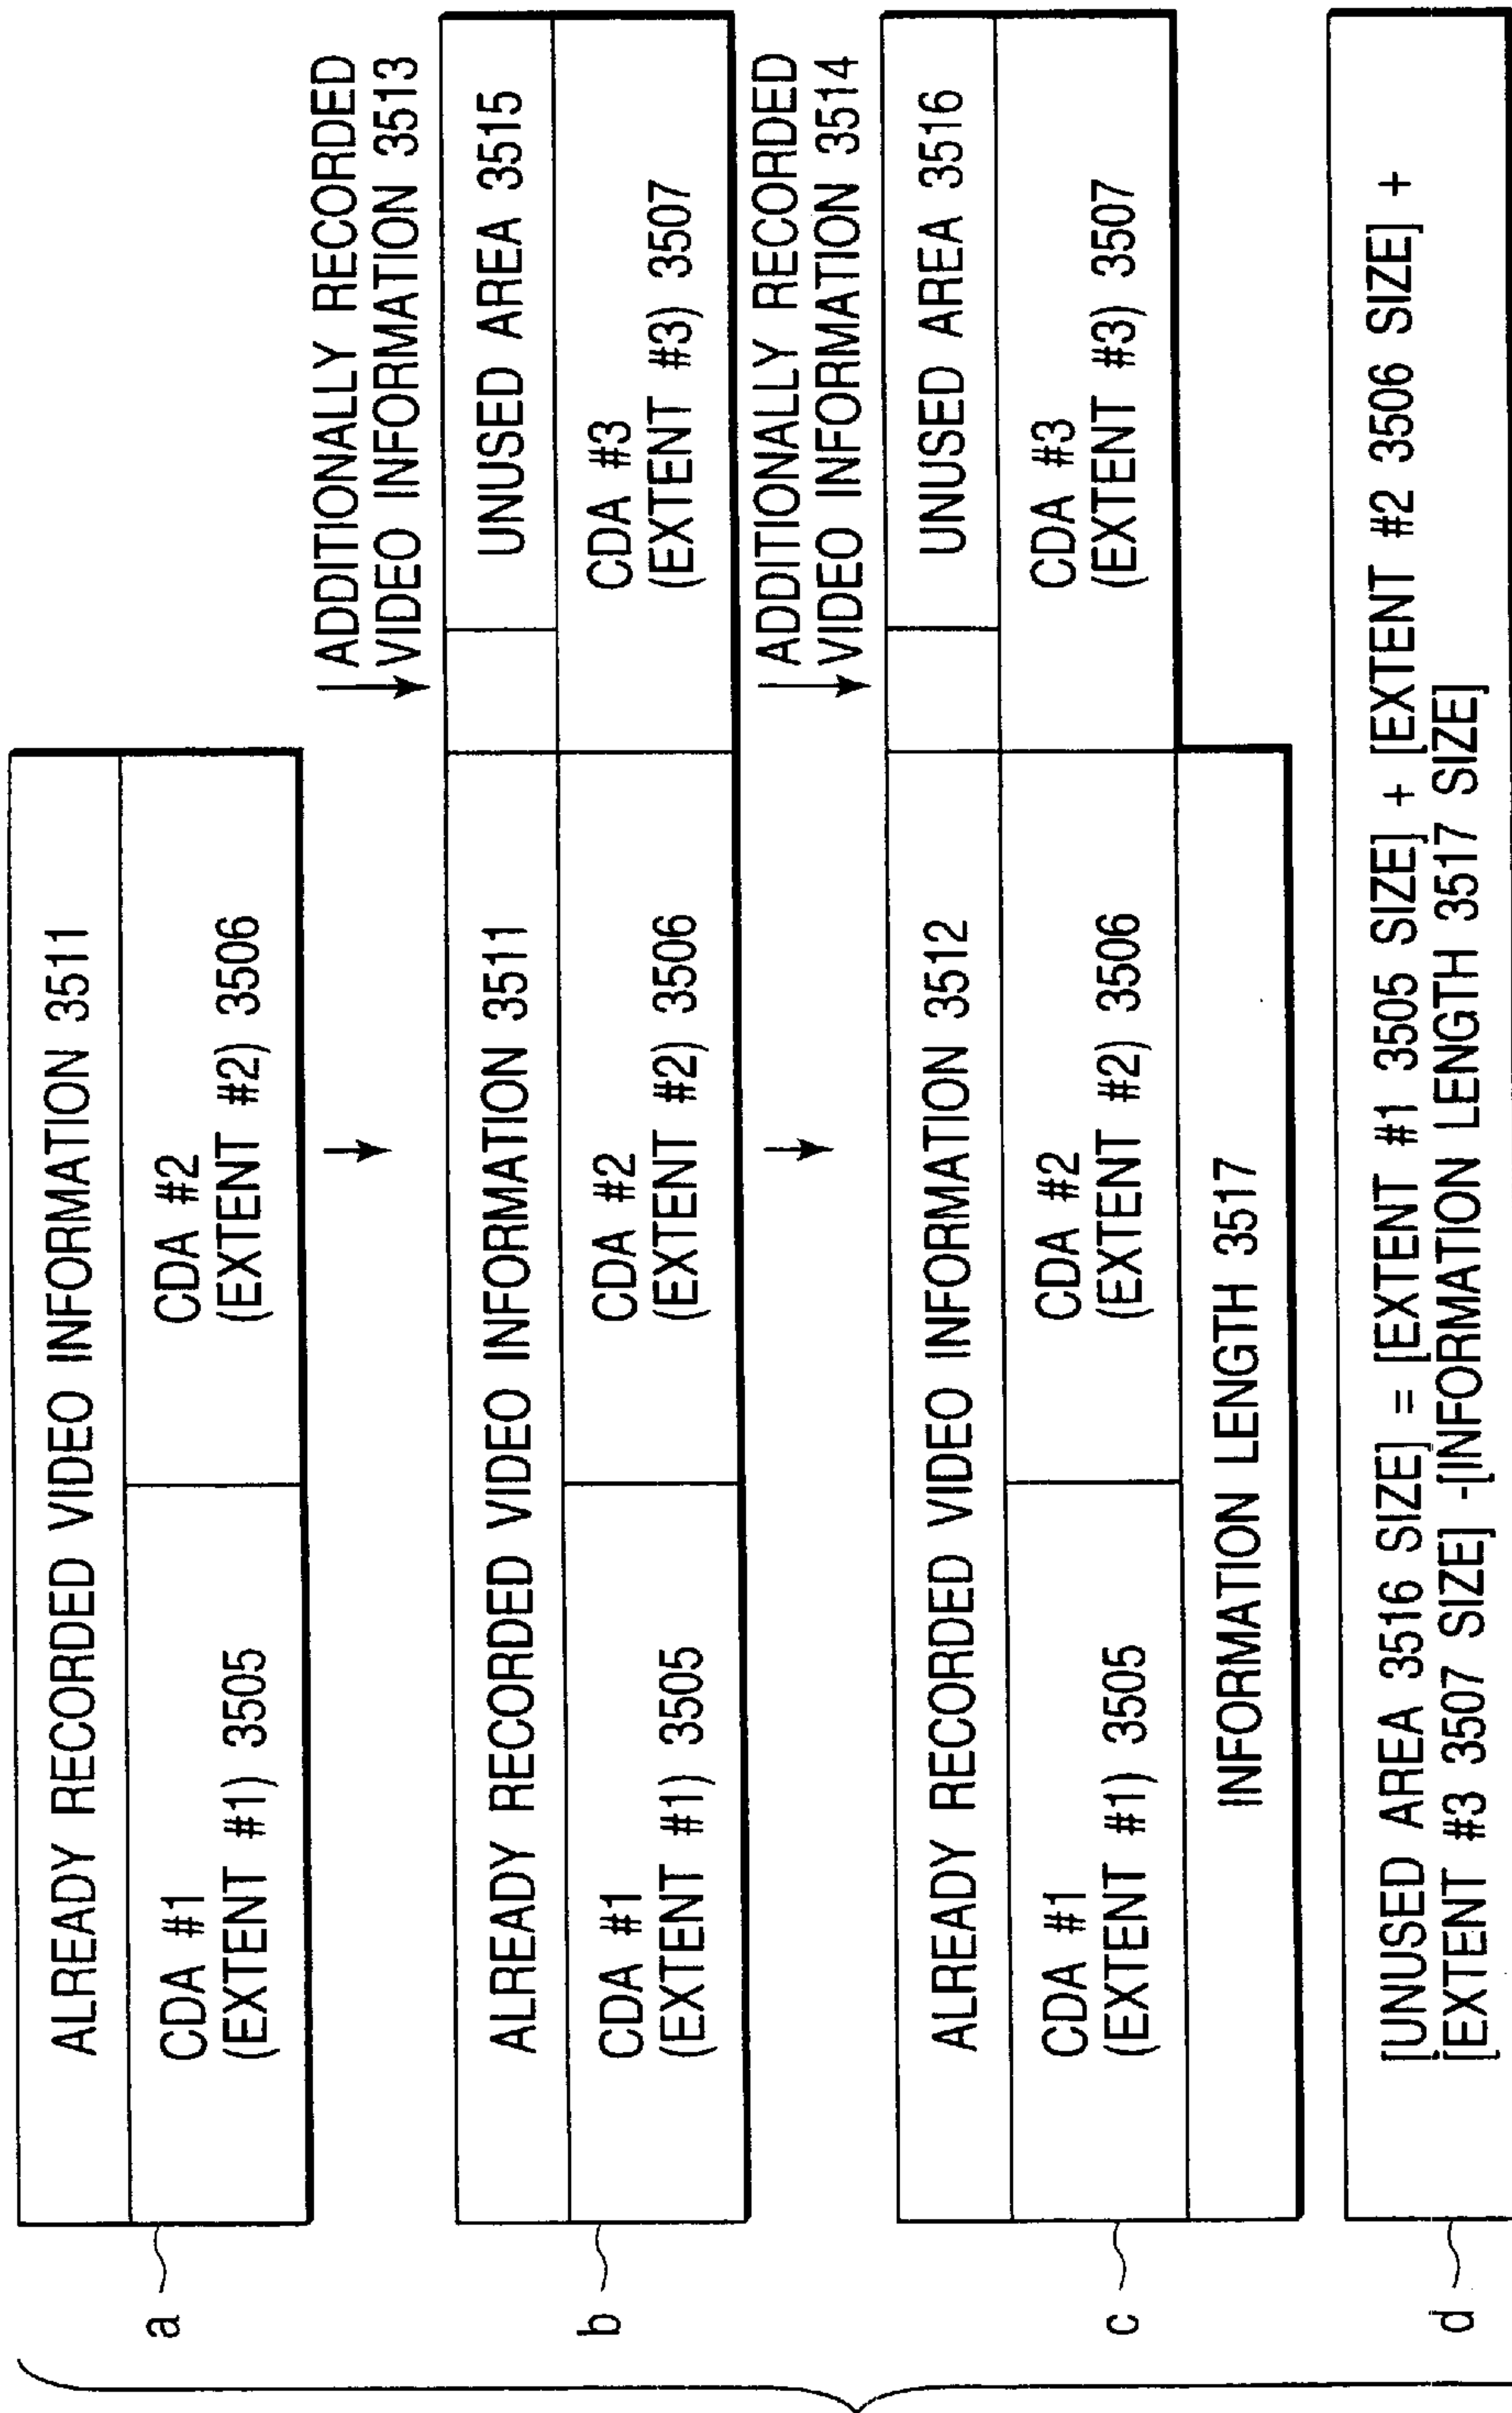 a
ALREADY RECORDED VIDEO INFORMATION 3511
CDA #1
(EXTENT #1) 3505
CDA #2
(EXTENT #2) 3506
ADDITIONALLY RECORDED
VIDEO INFORMATION 3513
b
ALREADY RECORDED VIDEO INFORMATION 3511
UNUSED AREA 3515
CDA #1
(EXTENT #1) 3505
CDA #2
(EXTENT #2) 3506
CDA #3
(EXTENT #3) 3507
ADDITIONALLY RECORDED
VIDEO INFORMATION 3514
c
ALREADY RECORDED VIDEO INFORMATION 3512
UNUSED AREA 3516
CDA #1
(EXTENT #1) 3505
CDA #2
(EXTENT #2) 3506
CDA #3
(EXTENT #3) 3507
INFORMATION LENGTH 3517
d
[UNUSED AREA 3516 SIZE] = [EXTENT #1 3505 SIZE] + [EXTENT #2 3506 SIZE] +
[EXTENT #3 3507 SIZE] -[INFORMATION LENGTH 3517 SIZE]